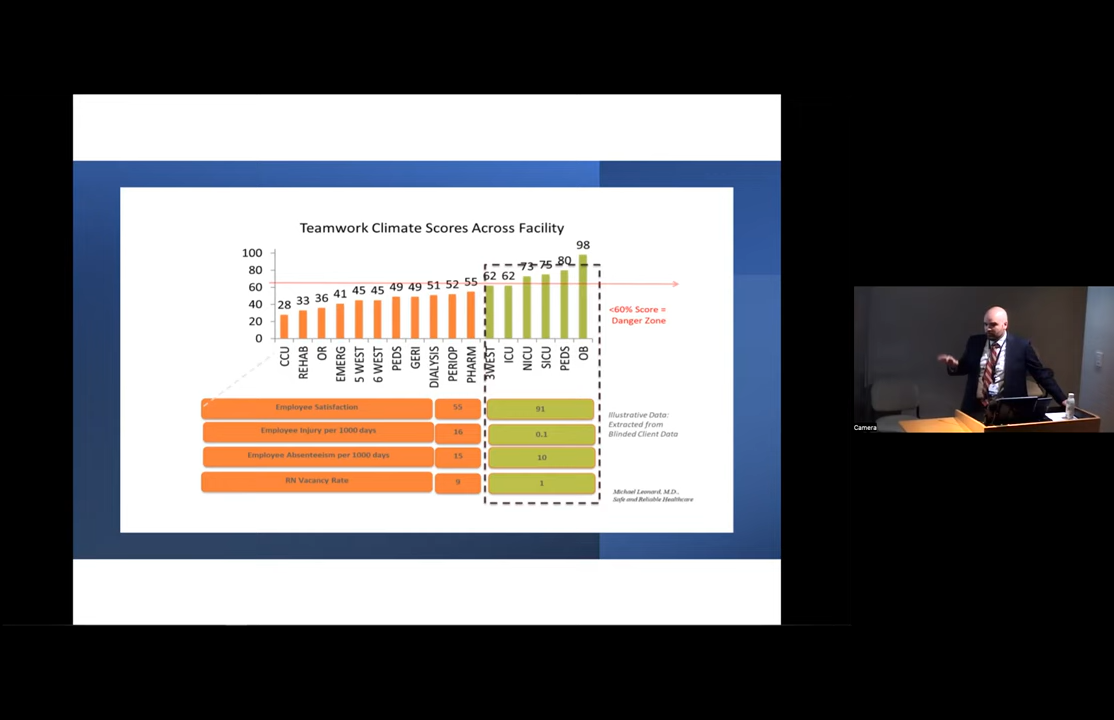 Teamwork Climate Scores Across Facility
100
80
60
40
20
0
28
33
36
41
45
45
49
49
51
52
55
62
62
73
75
80
98
CCU
REHAB
OR
EMERG
5 WEST
6 WEST
PEDS
GERI
DIALYSIS
PERIOP
PHARM
3WEST
ICU
NICU
SICU
PEDS
OB
<60% Score =
Danger Zone
Employee Satisfaction 55 91
Employee Injury per 1000 days 16 0.1
Employee Absenteeism per 1000 days 15 10
RN Vacancy Rate 9 1
Illustrative Data:
Extracted from
Blinded Client Data
Michael Leonard, M.D.,
Safe and Reliable Healthcare
Camera